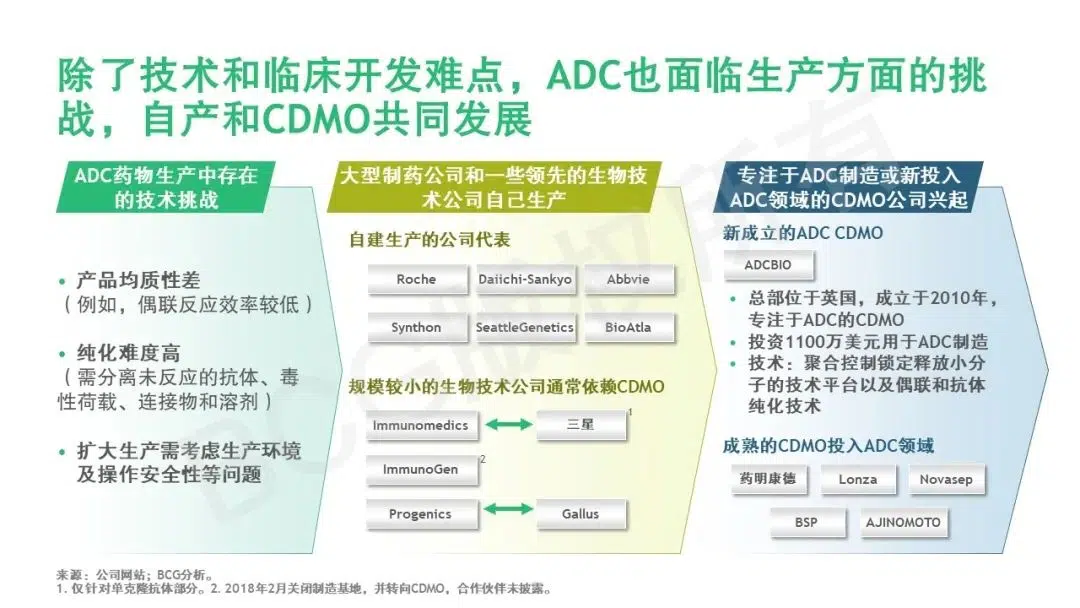 除了技术和临床开发难点，ADC也面临生产方面的挑
战，自产和CDMO共同发展
ADC药物生产中存在
的技术挑战
• 产品均质性差
（例如，偶联反应效率较低）
• 纯化难度高
（需分离未反应的抗体、毒
性荷载、连接物和溶剂）
• 扩大生产需考虑生产环境
及操作安全性等问题
大型制药公司和一些领先的生物技
术公司自己生产
自建生产的公司代表
Roche
Daiichi-Sankyo
Abbvie
Synthon
SeattleGenetics
BioAtla
规模较小的生物技术公司通常依赖CDMO
Immunomedics
三星
1
ImmunoGen
2
Progenics
Gallus
专注于ADC制造或新投入
ADC领域的CDMO公司兴起
新成立的ADC CDMO
ADCBIO
• 总部位于英国，成立于2010年，
专注于ADC的CDMO
• 投资1100万美元用于ADC制造
• 技术：聚合控制锁定释放小分
子的技术平台以及偶联和抗体
纯化技术
成熟的CDMO投入ADC领域
药明康德
Lonza
Novasep
BSP
AJINOMOTO
来源：公司网站；BCG分析。
1. 仅针对单克隆抗体部分。2. 2018年2月关闭制造基地，并转向CDMO，合作伙伴未披露。
BCG版权所有